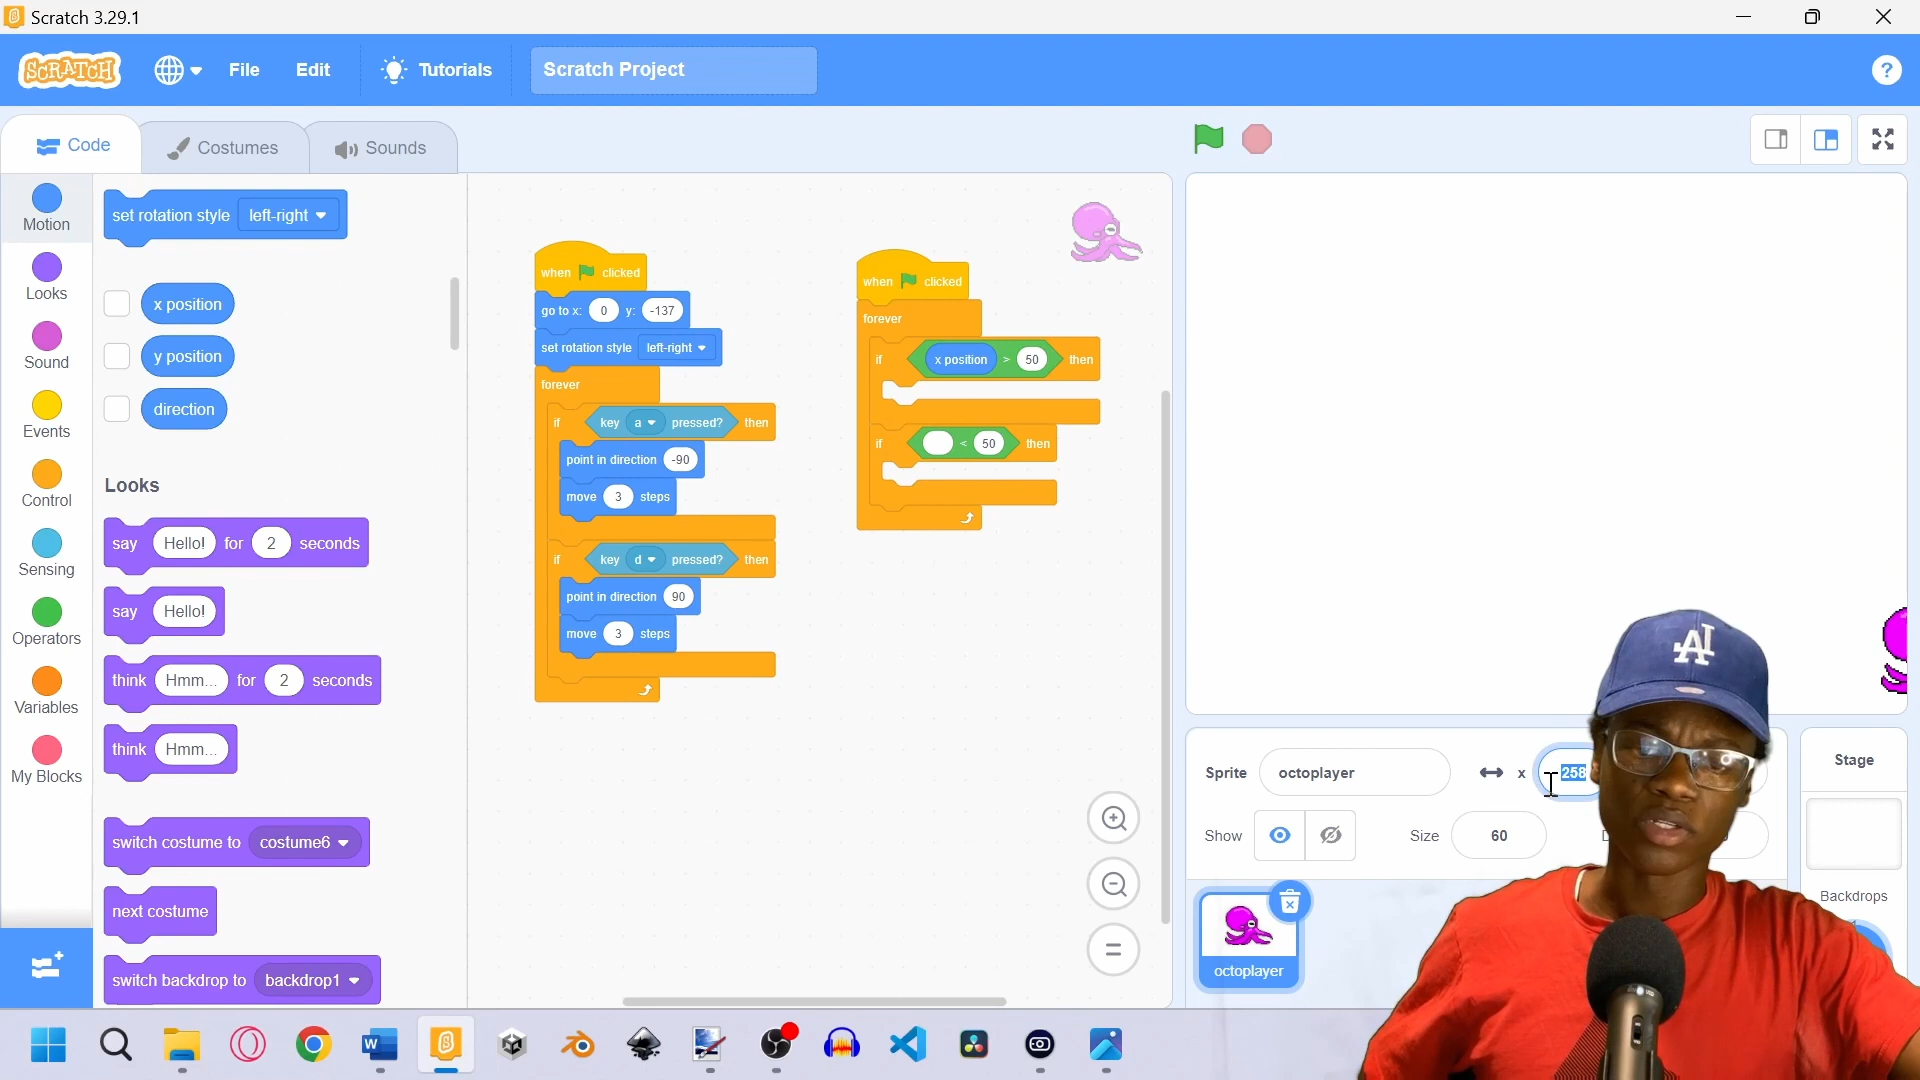 Scratch 3.29.1
SCRATCH
File
Edit
Tutorials
Scratch Project
?
Code
Costumes
Sounds
Motion
Looks
Sound
Events
Control
Sensing
Operators
Variables
My Blocks
set rotation style left-right
x position
y position
direction
Looks
say Hello! for 2 seconds
say Hello!
think Hmm... for 2 seconds
think Hmm...
switch costume to costume6
next costume
switch backdrop to backdrop1
when clicked
go to x: 0 y: -137
set rotation style left-right
forever
if key a pressed? then
point in direction -90
move 3 steps
if key d pressed? then
point in direction 90
move 3 steps
when clicked
forever
if x position > 50 then
if < 50 then
Sprite octoplayer x 258
Show Size 60
octoplayer
Stage
Backdrops